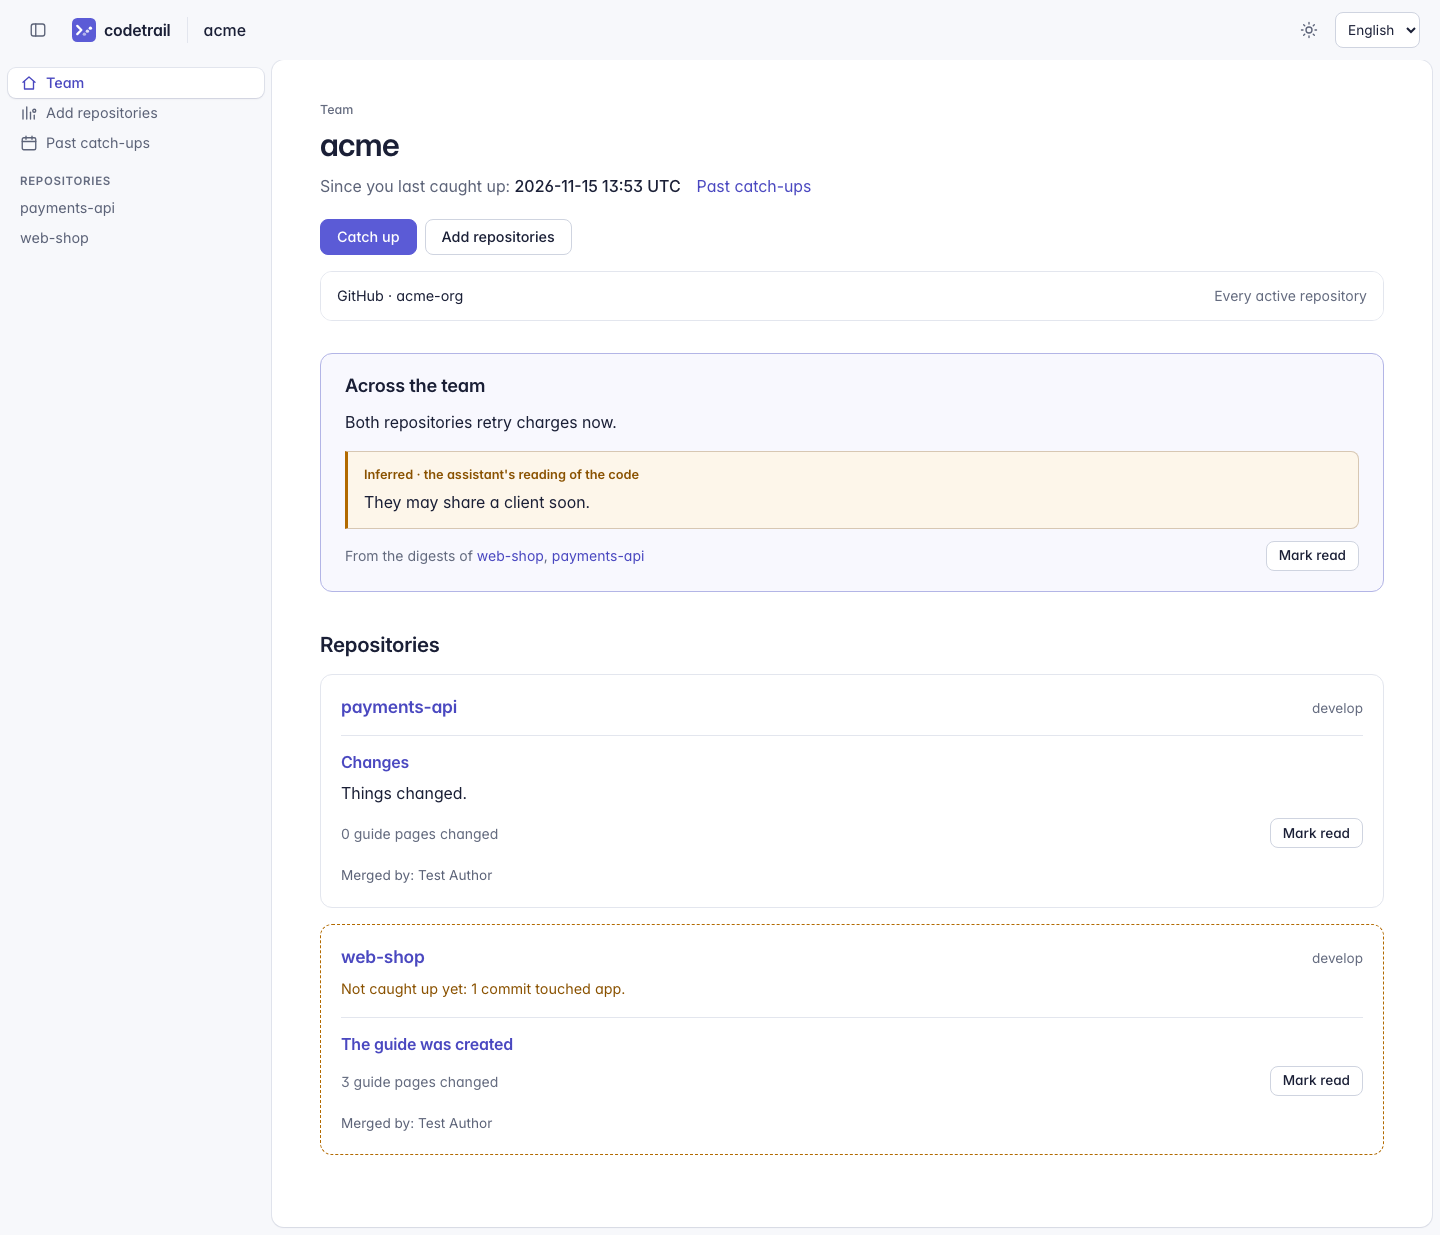 codetrail
acme
English
Team
Add repositories
Past catch-ups
REPOSITORIES
payments-api
web-shop
Team
acme
Since you last caught up: 2026-11-15 13:53 UTC Past catch-ups
Catch up
Add repositories
GitHub · acme-org
Every active repository
Across the team
Both repositories retry charges now.
Inferred · the assistant's reading of the code
They may share a client soon.
From the digests of web-shop, payments-api
Mark read
Repositories
payments-api
develop
Changes
Things changed.
0 guide pages changed
Mark read
Merged by: Test Author
web-shop
develop
Not caught up yet: 1 commit touched app.
The guide was created
3 guide pages changed
Mark read
Merged by: Test Author